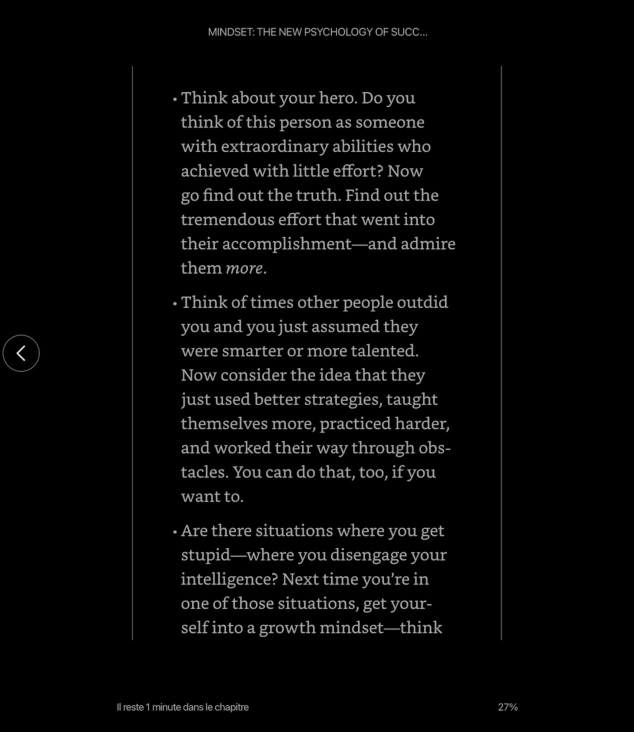 MINDSET: THE NEW PSYCHOLOGY OF SUCC...
• Think about your hero. Do you
think of this person as someone
with extraordinary abilities who
achieved with little effort? Now
go find out the truth. Find out the
tremendous effort that went into
their accomplishment—and admire
them more.
• Think of times other people outdid
you and you just assumed they
were smarter or more talented.
Now consider the idea that they
just used better strategies, taught
themselves more, practiced harder,
and worked their way through obs-
tacles. You can do that, too, if you
want to.
• Are there situations where you get
stupid—where you disengage your
intelligence? Next time you're in
one of those situations, get your-
self into a growth mindset—think
Il reste 1 minute dans le chapitre
27%